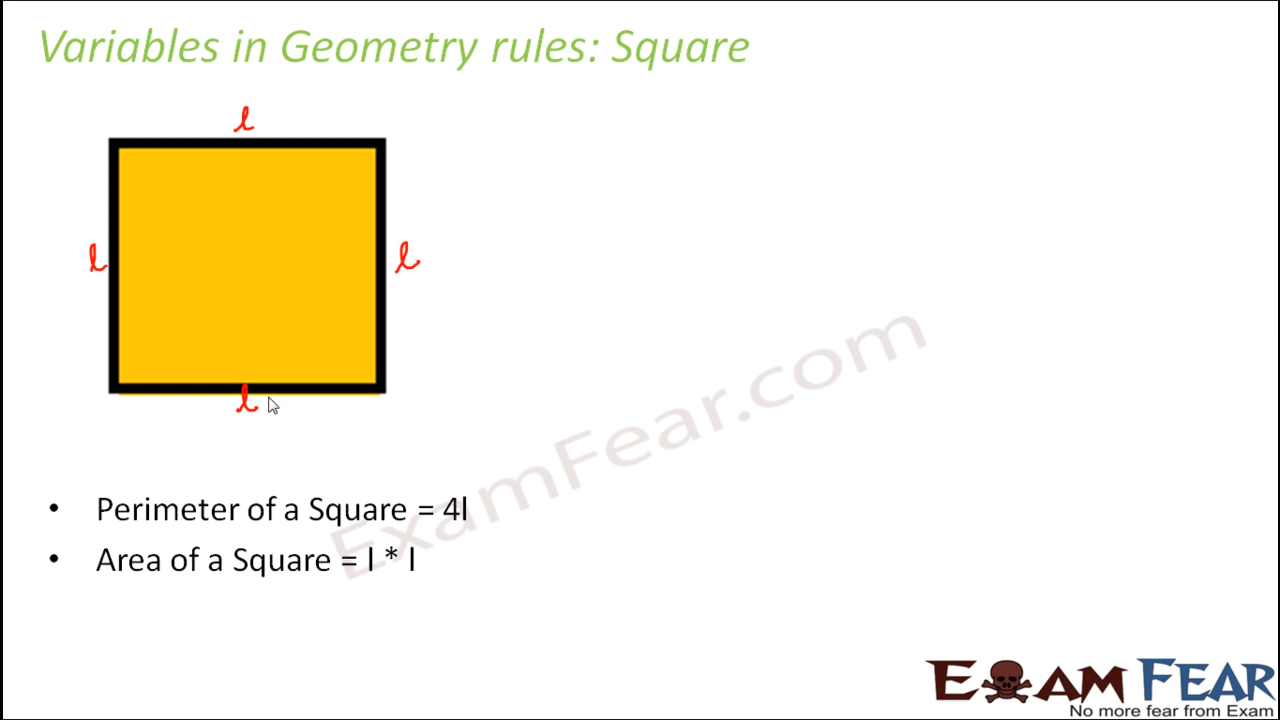 Variables in Geometry rules: Square
l
l
l
l
ExamFear.com
• Perimeter of a Square = 4l
• Area of a Square = l * l
EXAM FEAR
No more fear from Exam